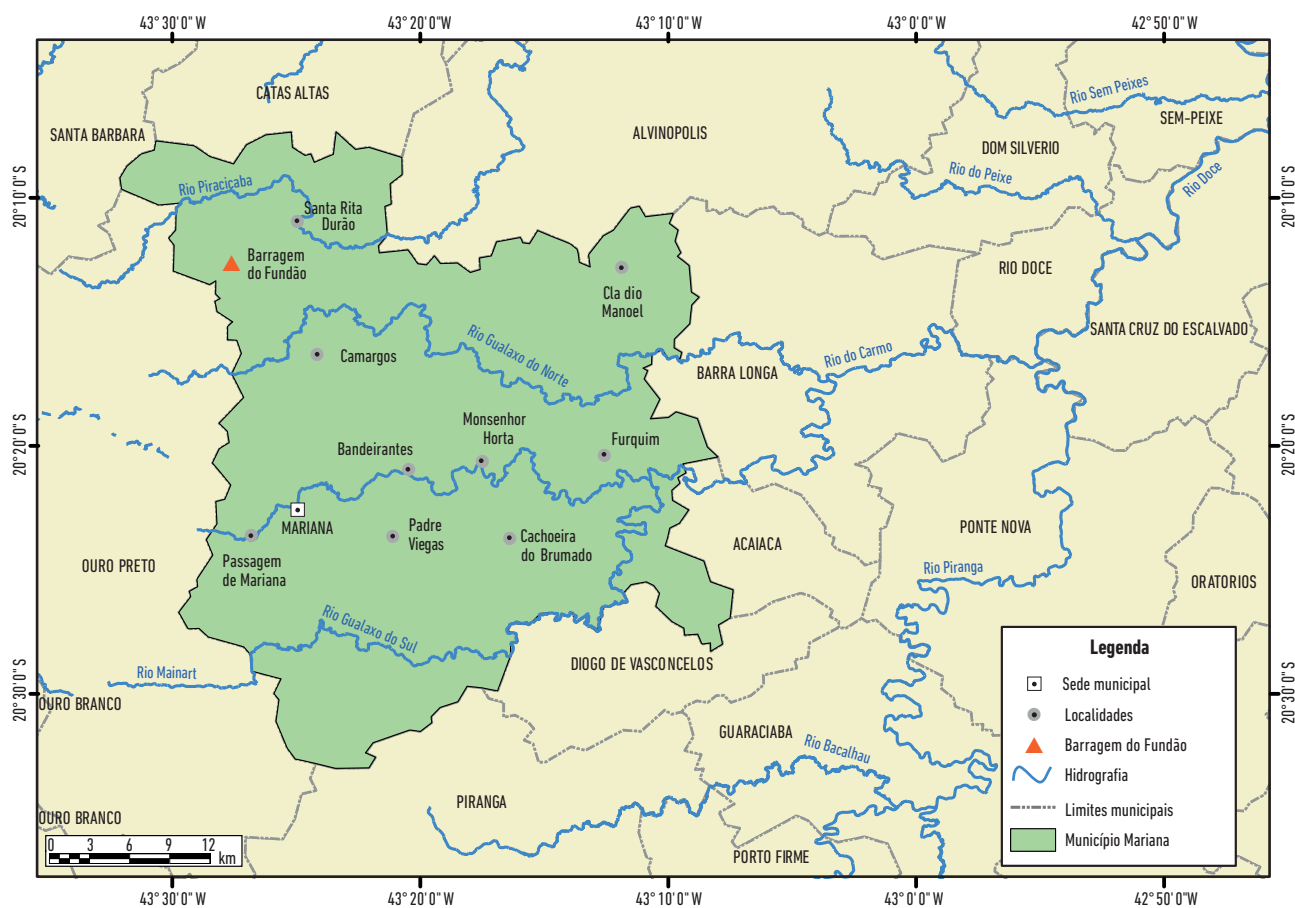 43°30'0"W
43°20'0"W
43°10'0"W
43°0'0"W
42°50'0"W
20°10'0"S
20°20'0"S
20°30'0"S
20°10'0"S
20°20'0"S
20°30'0"S
CATAS ALTAS
SANTA BARBARA
ALVINOPOLIS
Rio Sem Peixes
SEM-PEIXE
DOM SILVERIO
Rio do Peixe
Rio Doce
Rio Piracicaba
Santa Rita
Durão
Barragem
do Fundão
Cla dio
Manoel
RIO DOCE
SANTA CRUZ DO ESCALVADO
Camargos
Rio Gualaxo do Norte
Rio do Carmo
BARRA LONGA
Monsenhor
Horta
Bandeirantes
Furquim
MARIANA
Padre
Viegas
Cachoeira
do Brumado
Passagem
de Mariana
OURO PRETO
ACAIACA
PONTE NOVA
Rio Piranga
ORATORIOS
Rio Gualaxo do Sul
Rio Mainart
DIOGO DE VASCONCELOS
OURO BRANCO
GUARACIABA
Rio Bacalhau
PIRANGA
OURO BRANCO
PORTO FIRME
0 3 6 9 12
km
Legenda
Sede municipal
Localidades
Barragem do Fundão
Hidrografia
Limites municipais
Município Mariana
43°30'0"W
43°20'0"W
43°10'0"W
43°0'0"W
42°50'0"W